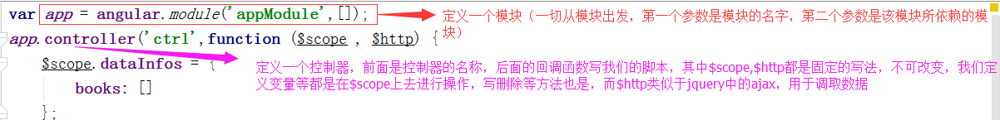 var app = angular.module('appModule',[]);
定义一个模块（一切从模块出发，第一个参数是模块的名字，第二个参数是该模块所依赖的模
块）
app.controller('ctrl',function ($scope , $http) {
$scope.dataInfos = {
定义一个控制器，前面是控制器的名称，后面的回调函数写我们的脚本，其中$scope,$http都是固定的写法，不可改变，我们定
义变量等都是在$scope上去进行操作，写删除等方法也是，而$http类似于jquery中的ajax，用于调取数据
books: []
};